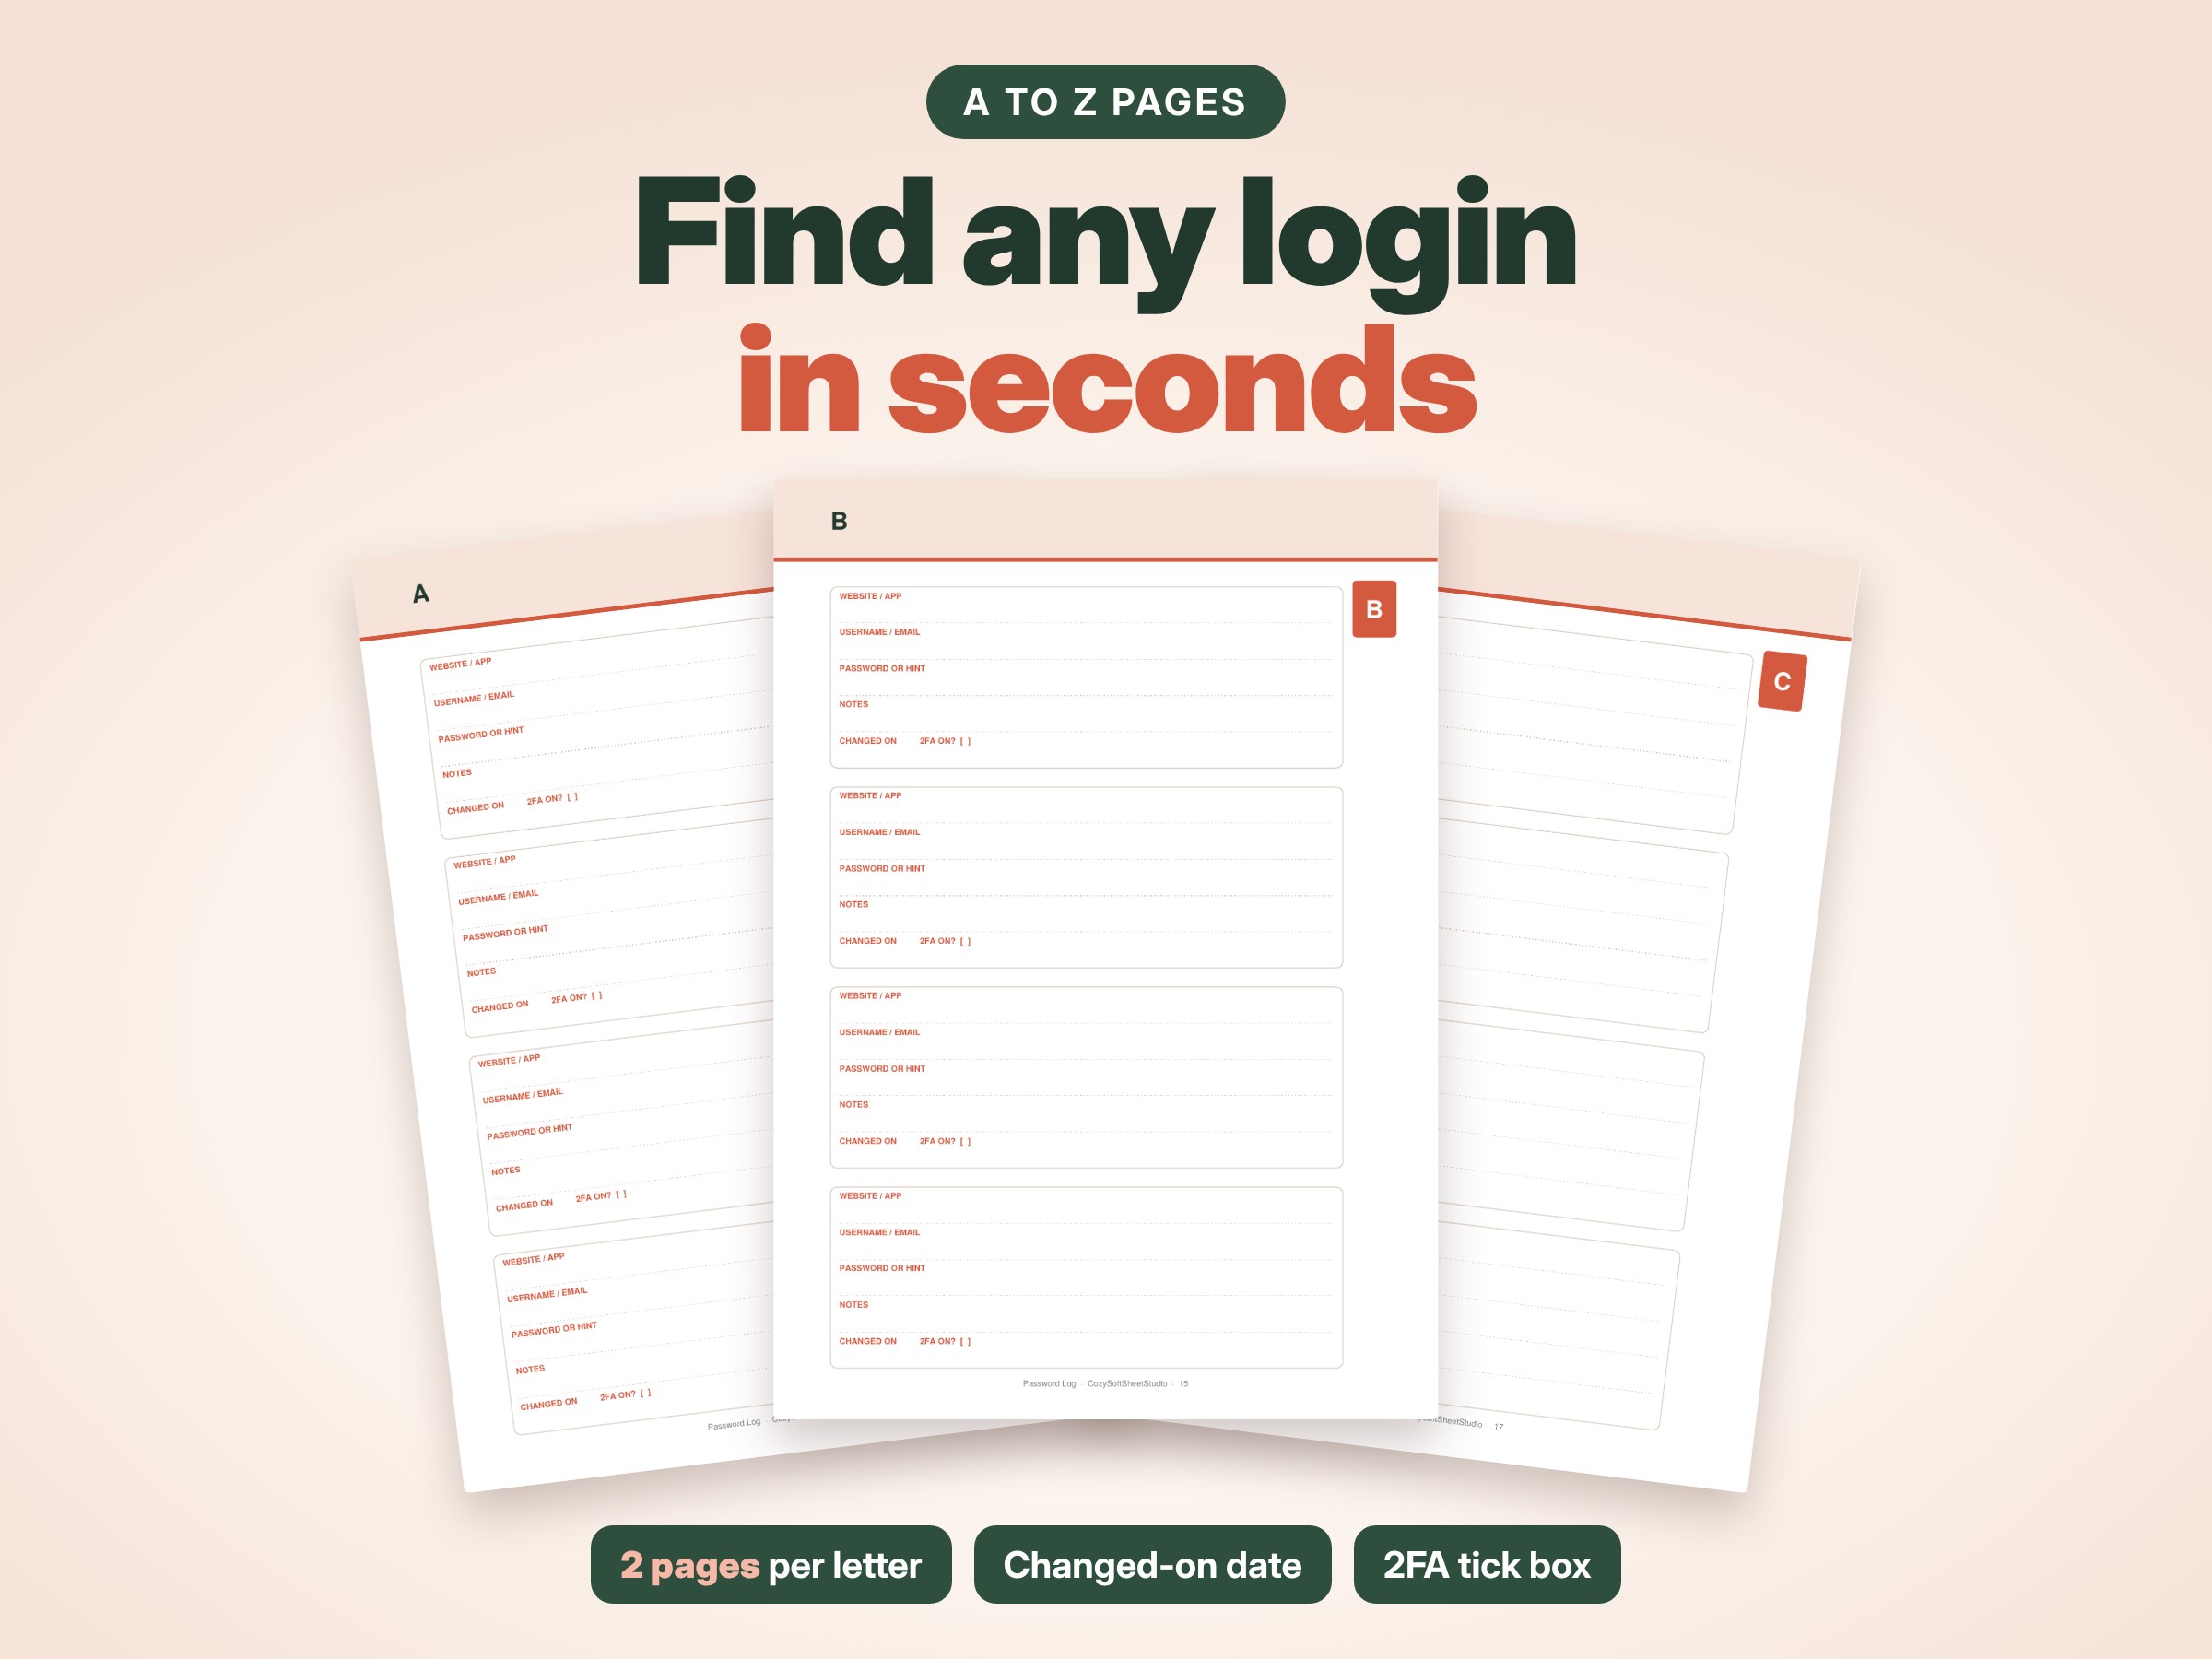 A TO Z PAGES
Find any login
in seconds
A
WEBSITE / APP
USERNAME / EMAIL
PASSWORD OR HINT
NOTES
CHANGED ON 2FA ON? [ ]
WEBSITE / APP
USERNAME / EMAIL
PASSWORD OR HINT
NOTES
CHANGED ON 2FA ON? [ ]
WEBSITE / APP
USERNAME / EMAIL
PASSWORD OR HINT
NOTES
CHANGED ON 2FA ON? [ ]
WEBSITE / APP
USERNAME / EMAIL
PASSWORD OR HINT
NOTES
CHANGED ON 2FA ON? [ ]
Password Log ·
B
B
WEBSITE / APP
USERNAME / EMAIL
PASSWORD OR HINT
NOTES
CHANGED ON 2FA ON? [ ]
WEBSITE / APP
USERNAME / EMAIL
PASSWORD OR HINT
NOTES
CHANGED ON 2FA ON? [ ]
WEBSITE / APP
USERNAME / EMAIL
PASSWORD OR HINT
NOTES
CHANGED ON 2FA ON? [ ]
WEBSITE / APP
USERNAME / EMAIL
PASSWORD OR HINT
NOTES
CHANGED ON 2FA ON? [ ]
Password Log · CozySoftSheetStudio · 15
C
· 17
2 pages per letter
Changed-on date
2FA tick box